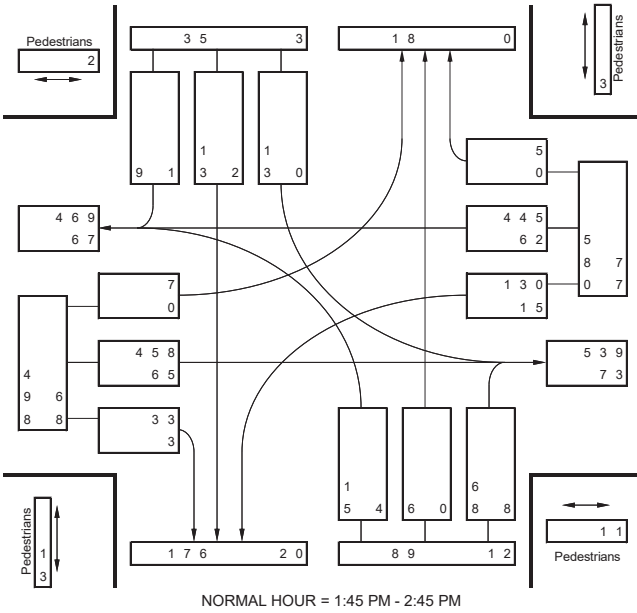 Pedestrians
2
3 5 3
1 8 0
Pedestrians
3
9 1
1
3 2
1
3 0
5
0
4 6 9
6 7
4 4 5
6 2
5
8 7
0 7
7
0
1 3 0
1 5
4 5 8
6 5
5 3 9
7 3
4
9 6
8 8
3 3
3
1
5 4
6 0
6
8 8
Pedestrians
1
3
1 7 6 2 0
8 9 1 2
1 1
Pedestrians
NORMAL HOUR = 1:45 PM - 2:45 PM